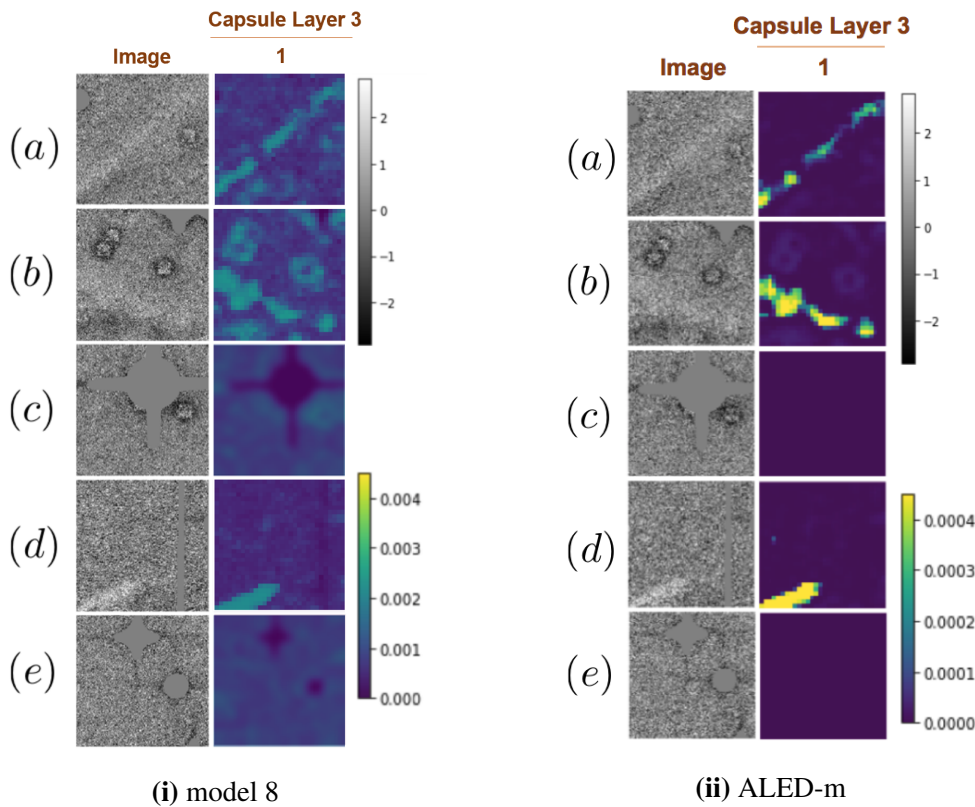 Capsule Layer 3
Image 1
(a)
(b)
(c)
(d)
(e)
2
1
0
−1
−2
0.004
0.003
0.002
0.001
0.000
(i) model 8
Capsule Layer 3
Image 1
(a)
(b)
(c)
(d)
(e)
2
1
0
−1
−2
0.0004
0.0003
0.0002
0.0001
0.0000
(ii) ALED-m